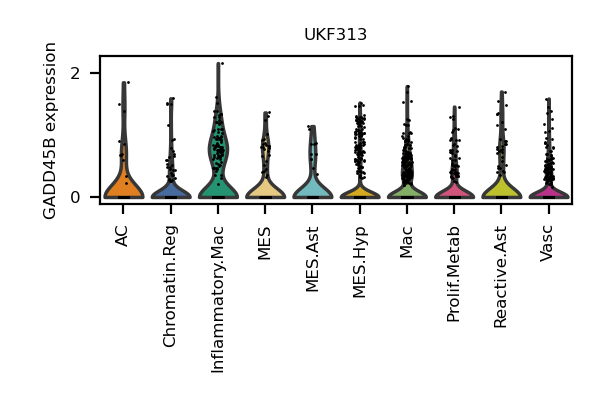 UKF313
GADD45B expression
2
0
AC
Chromatin.Reg
Inflammatory.Mac
MES
MES.Ast
MES.Hyp
Mac
Prolif.Metab
Reactive.Ast
Vasc